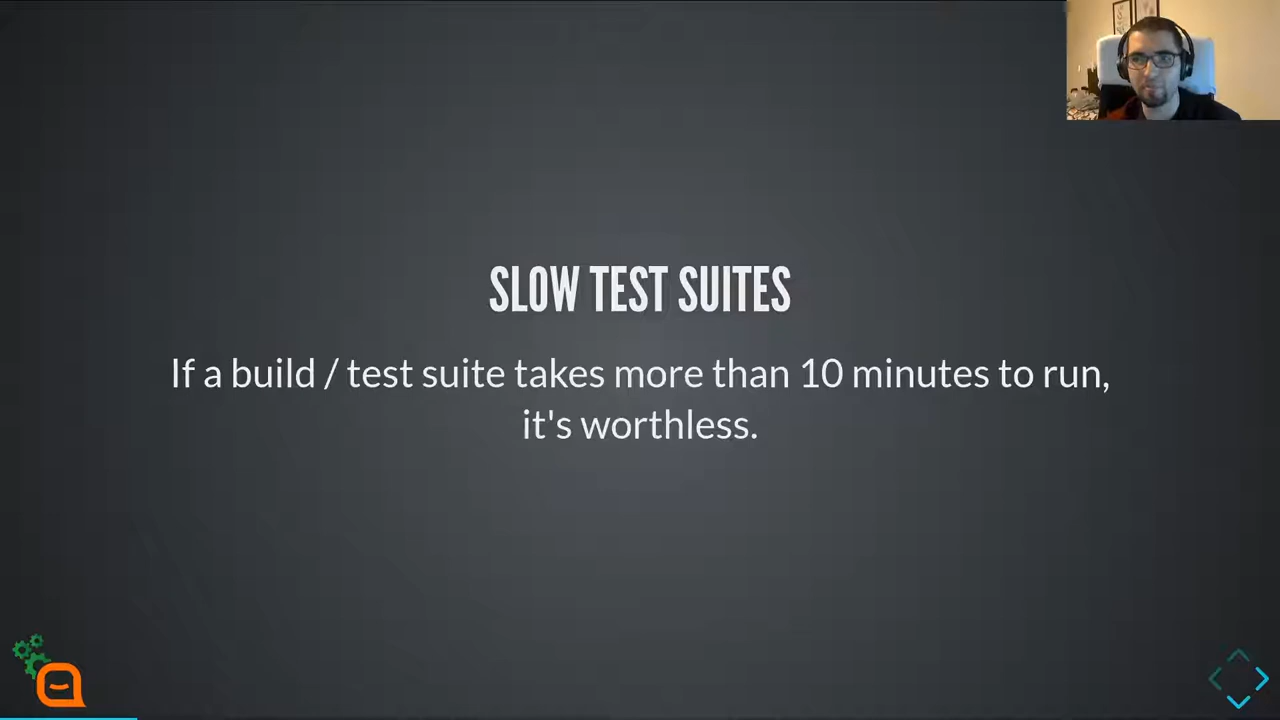 SLOW TEST SUITES
If a build / test suite takes more than 10 minutes to run,
it's worthless.